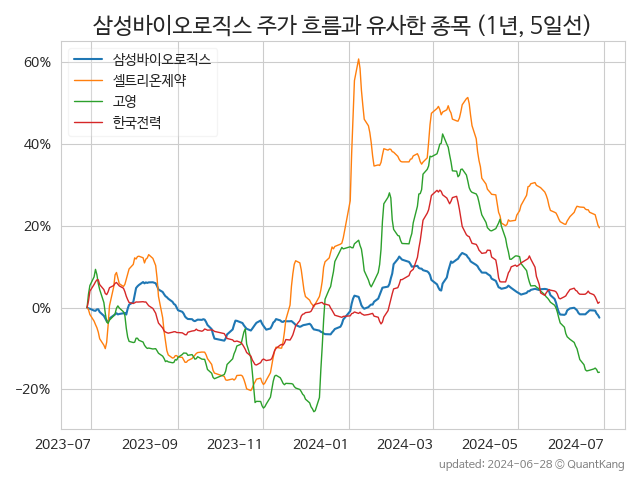 삼성바이오로직스 주가 흐름과 유사한 종목 (1년, 5일선)
삼성바이오로직스
셀트리온제약
고영
한국전력
60%
40%
20%
0%
−20%
2023-07 2023-09 2023-11 2024-01 2024-03 2024-05 2024-07
updated: 2024-06-28 © QuantKang